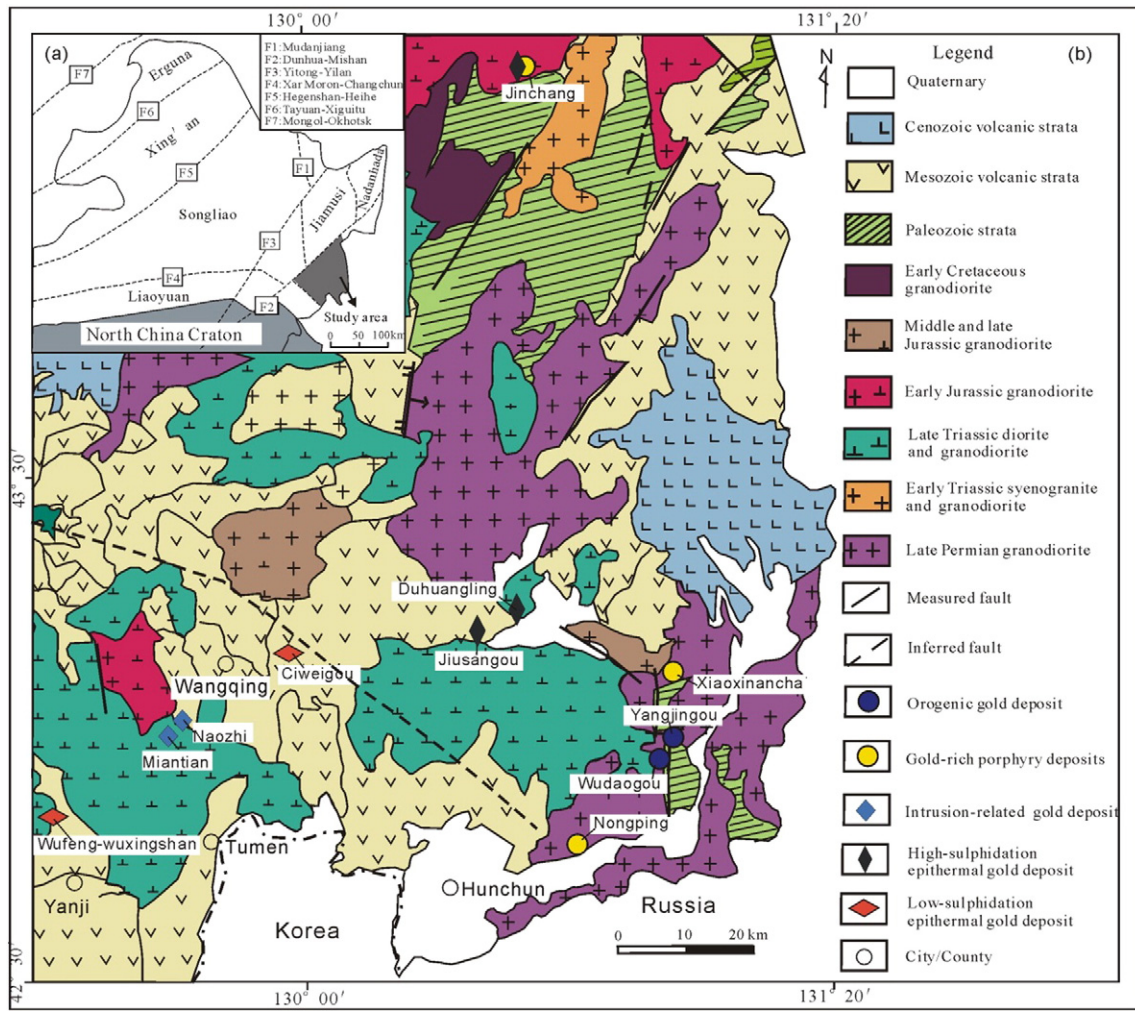 130° 00′
131° 20′
(a)
F1:Mudanjiang
F2:Dunhua-Mishan
F3:Yitong-Yilan
F4:Xar Moron-Changchun
F5:Hegenshan-Heihe
F6:Tayuan-Xiguitu
F7:Mongol-Okhotsk
F7
Erguna
F6
Xing' an
F5
F1
Songliao
Jiamusi
Nadanhada
F3
F4
Liaoyuan
F2
North China Craton
Study area
0 50 100km
N
Legend
(b)
Quaternary
Cenozoic volcanic strata
Mesozoic volcanic strata
Paleozoic strata
Early Cretaceous
granodiorite
Middle and late
Jurassic granodiorite
Early Jurassic granodiorite
Late Triassic diorite
and granodiorite
Early Triassic syenogranite
and granodiorite
Late Permian granodiorite
Measured fault
Inferred fault
Orogenic gold deposit
Gold-rich porphyry deposits
Intrusion-related gold deposit
High-sulphidation
epithermal gold deposit
Low-sulphidation
epithermal gold deposit
City/County
Jinchang
43° 30′
Duhuangling
Jiusangou
Ciweigou
Wangqing
Xiaoxinancha
Naozhi
Yangjingou
Miantian
Wudaogou
Nongping
Wufeng-wuxingshan
Tumen
Yanji
Hunchun
Korea
Russia
0 10 20 km
42° 30′
130° 00′
131° 20′